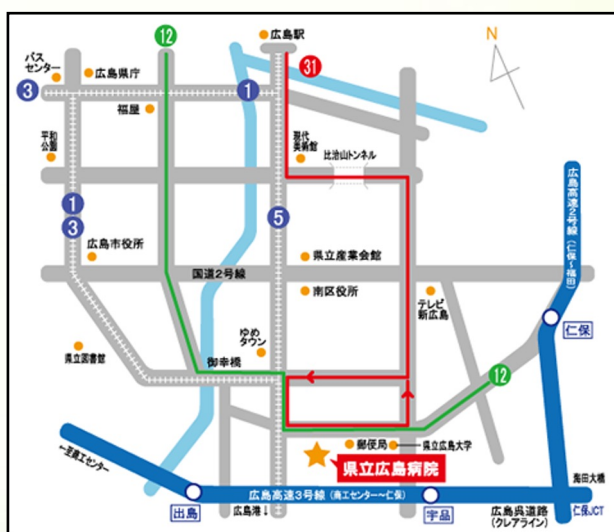 12
広島駅
N
バス
センター
広島県庁
31
3
1
福屋
平和
公園
現代
美術館
比治山トンネル
1
3
5
広島高速2号線(仁保~福田)
広島市役所
県立産業会館
国道2号線
南区役所
テレビ
新広島
仁保
ゆめ
タウン
県立図書館
御幸橋
12
郵便局
県立広島大学
県立広島病院
←至商工センター
海田大橋
広島高速3号線(商工センター~仁保)
出島
広島港↓
宇品
広島呉道路
(クレアライン)
仁保JCT